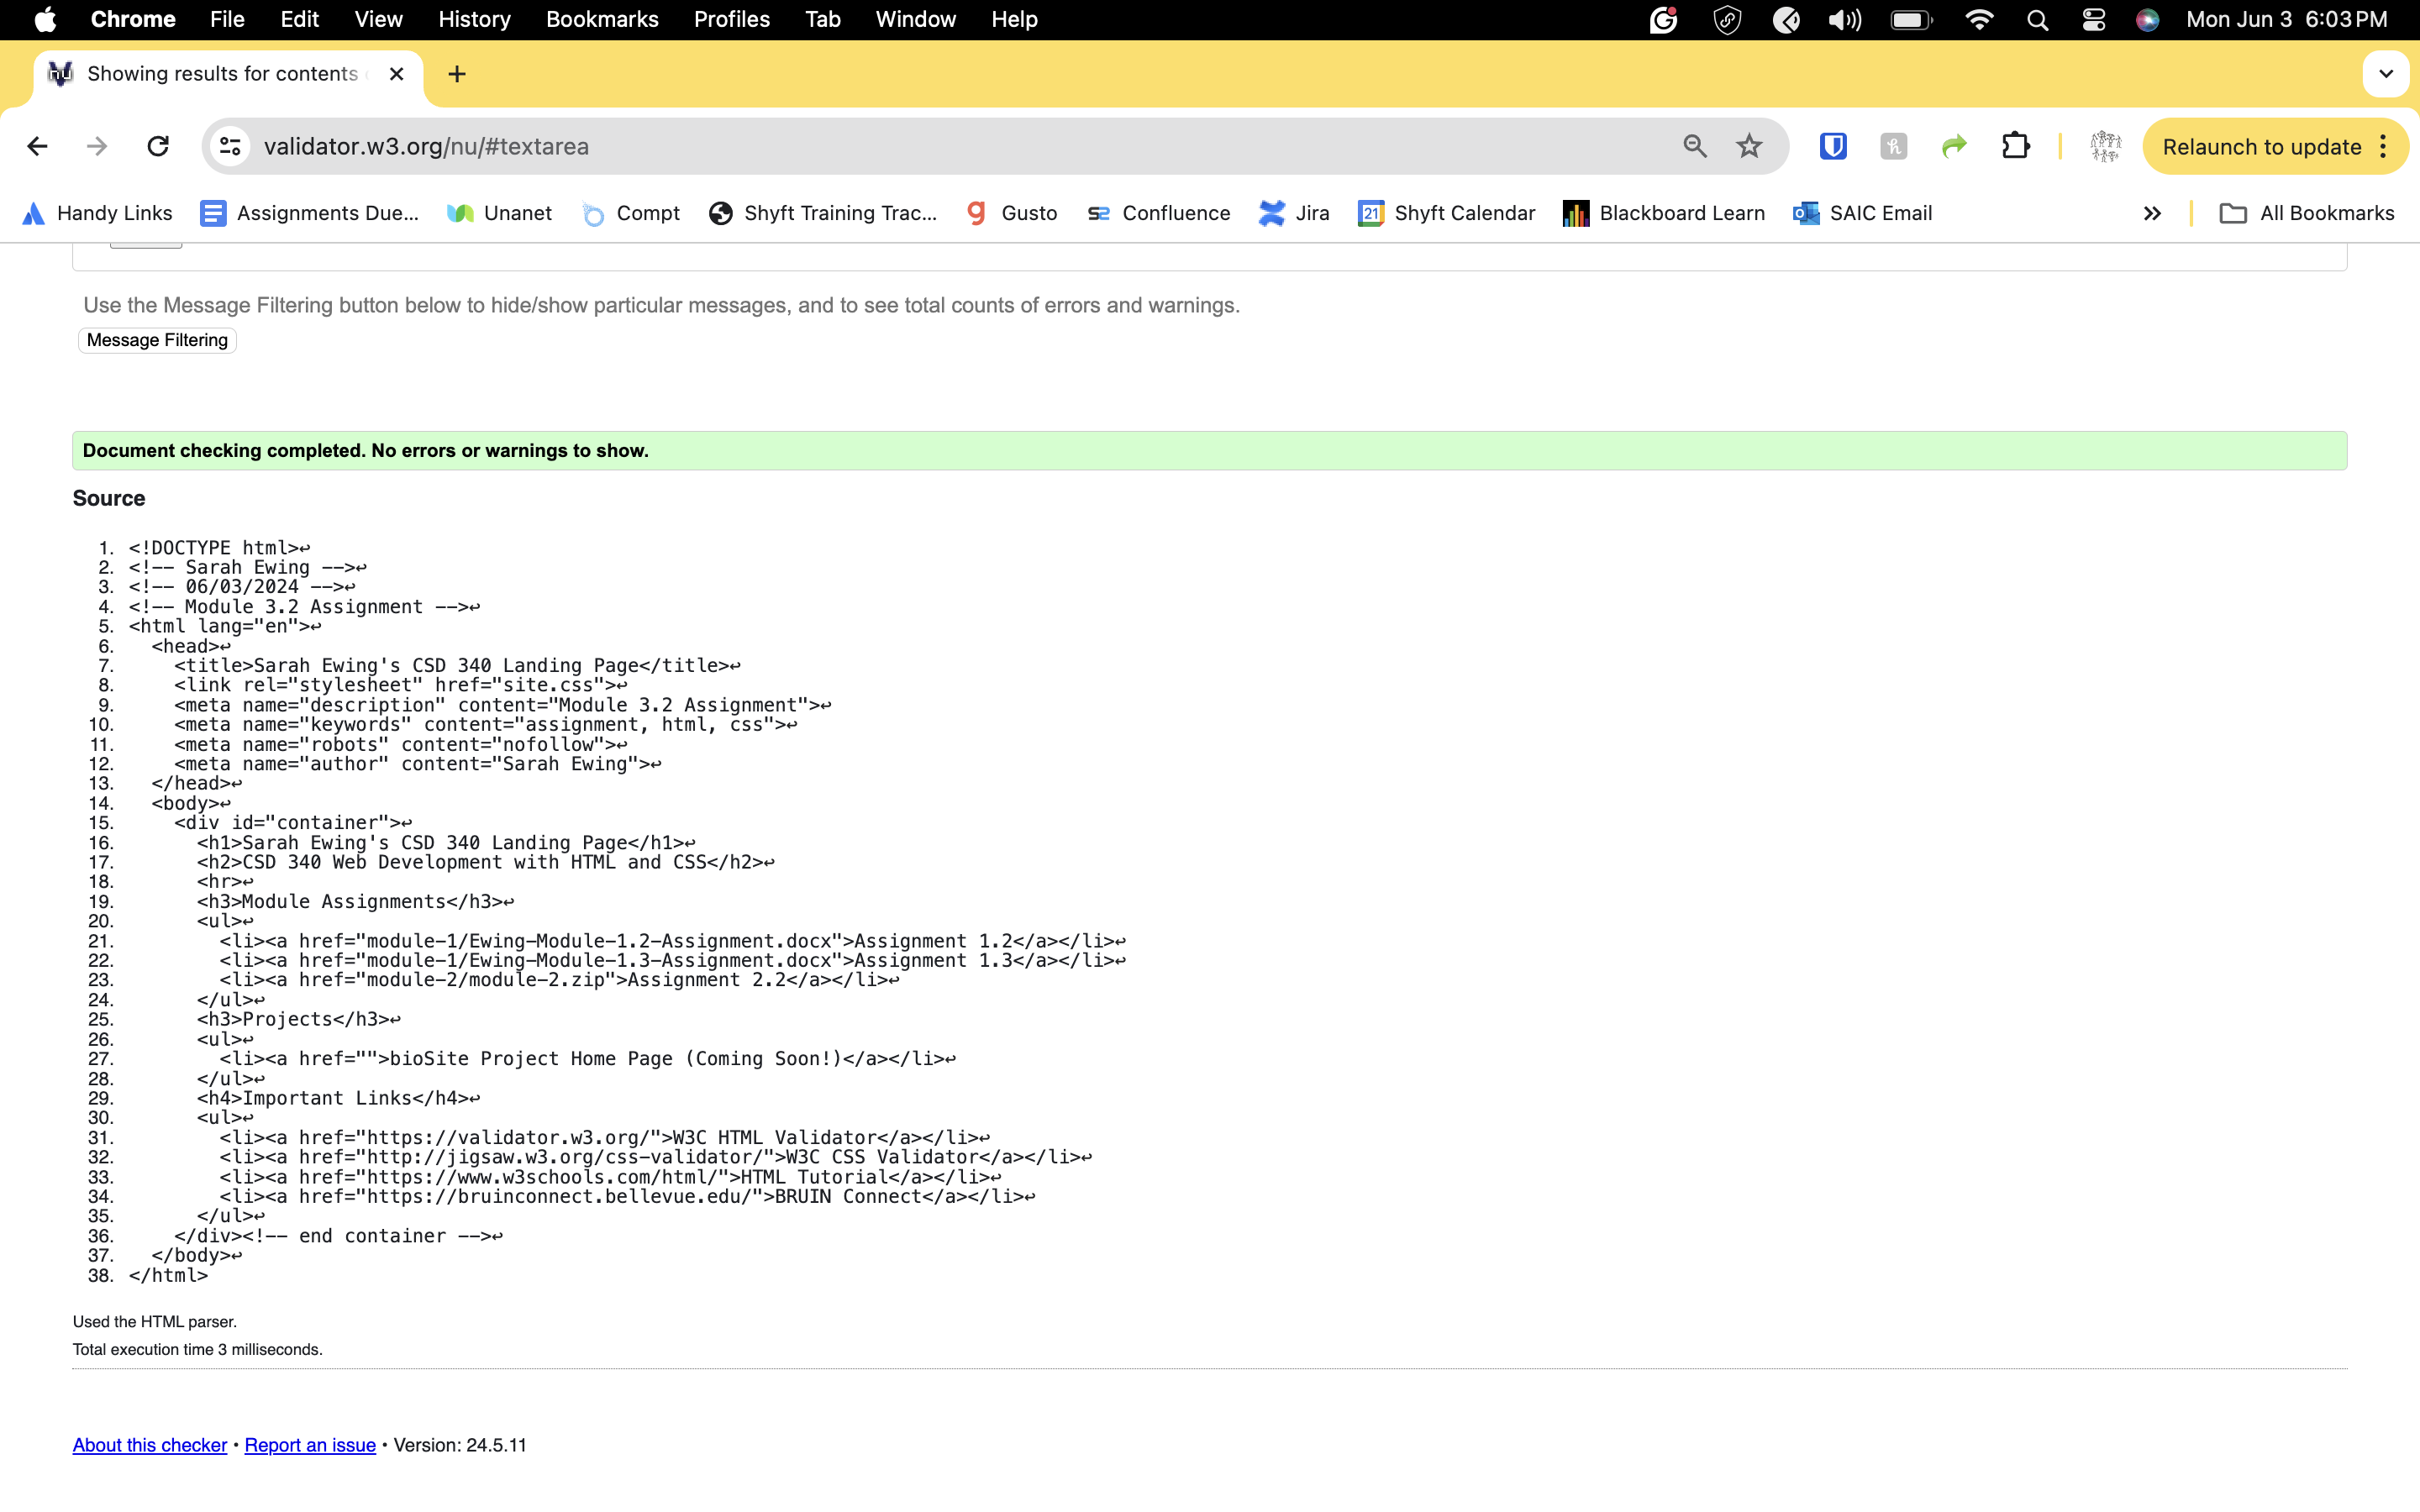 Chrome File Edit View History Bookmarks Profiles Tab Window Help Mon Jun 3 6:03 PM
Showing results for contents
validator.w3.org/nu/#textarea Relaunch to update
Handy Links Assignments Due... Unanet Compt Shyft Training Trac... Gusto Confluence Jira Shyft Calendar Blackboard Learn SAIC Email All Bookmarks
Use the Message Filtering button below to hide/show particular messages, and to see total counts of errors and warnings.
Message Filtering
Document checking completed. No errors or warnings to show.
Source
1. <!DOCTYPE html>↩
2. <!-- Sarah Ewing -->↩
3. <!-- 06/03/2024 -->↩
4. <!-- Module 3.2 Assignment -->↩
5. <html lang="en">↩
6.   <head>↩
7.     <title>Sarah Ewing's CSD 340 Landing Page</title>↩
8.     <link rel="stylesheet" href="site.css">↩
9.     <meta name="description" content="Module 3.2 Assignment">↩
10.     <meta name="keywords" content="assignment, html, css">↩
11.     <meta name="robots" content="nofollow">↩
12.     <meta name="author" content="Sarah Ewing">↩
13.   </head>↩
14.   <body>↩
15.     <div id="container">↩
16.       <h1>Sarah Ewing's CSD 340 Landing Page</h1>↩
17.       <h2>CSD 340 Web Development with HTML and CSS</h2>↩
18.       <hr>↩
19.       <h3>Module Assignments</h3>↩
20.       <ul>↩
21.         <li><a href="module-1/Ewing-Module-1.2-Assignment.docx">Assignment 1.2</a></li>↩
22.         <li><a href="module-1/Ewing-Module-1.3-Assignment.docx">Assignment 1.3</a></li>↩
23.         <li><a href="module-2/module-2.zip">Assignment 2.2</a></li>↩
24.       </ul>↩
25.       <h3>Projects</h3>↩
26.       <ul>↩
27.         <li><a href="">bioSite Project Home Page (Coming Soon!)</a></li>↩
28.       </ul>↩
29.       <h4>Important Links</h4>↩
30.       <ul>↩
31.         <li><a href="https://validator.w3.org/">W3C HTML Validator</a></li>↩
32.         <li><a href="http://jigsaw.w3.org/css-validator/">W3C CSS Validator</a></li>↩
33.         <li><a href="https://www.w3schools.com/html/">HTML Tutorial</a></li>↩
34.         <li><a href="https://bruinconnect.bellevue.edu/">BRUIN Connect</a></li>↩
35.       </ul>↩
36.     </div><!-- end container -->↩
37.   </body>↩
38. </html>
Used the HTML parser.
Total execution time 3 milliseconds.
About this checker • Report an issue • Version: 24.5.11